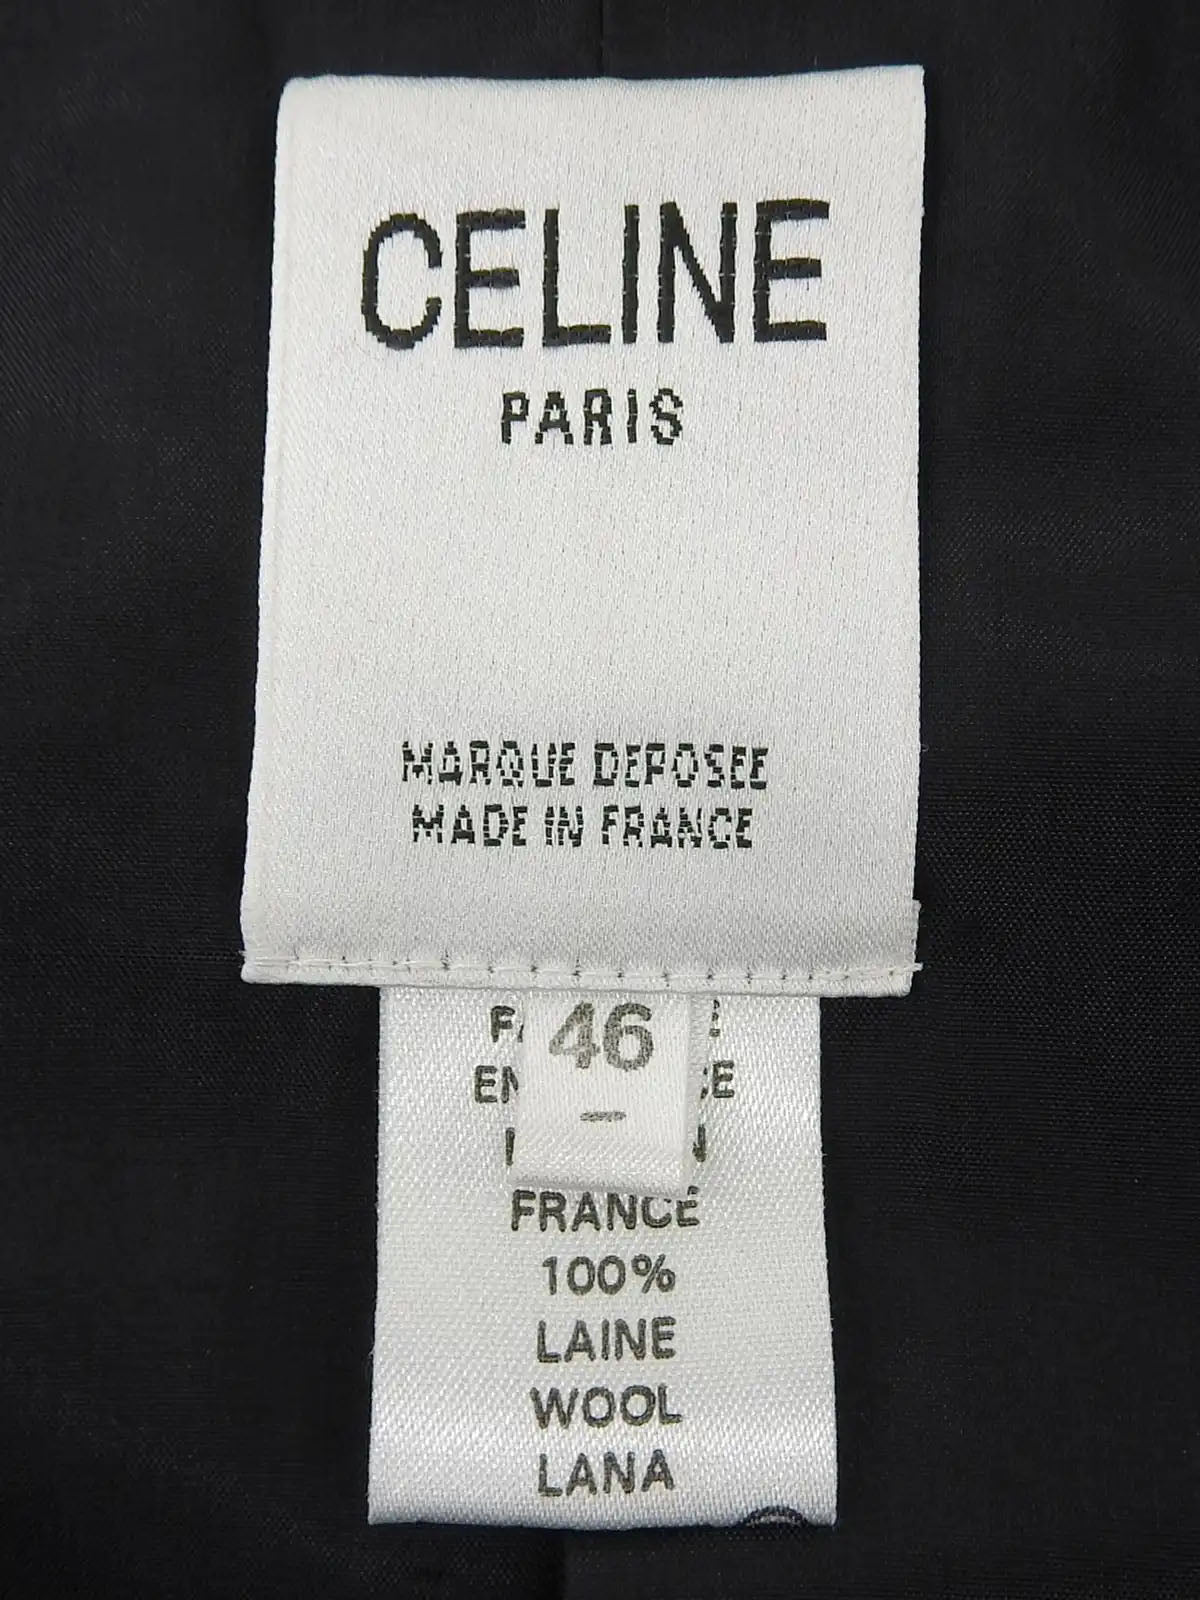 CELINE
PARIS
MARQUE DEPOSEE
MADE IN FRANCE
46
-
FRANCE
100%
LAINE
WOOL
LANA